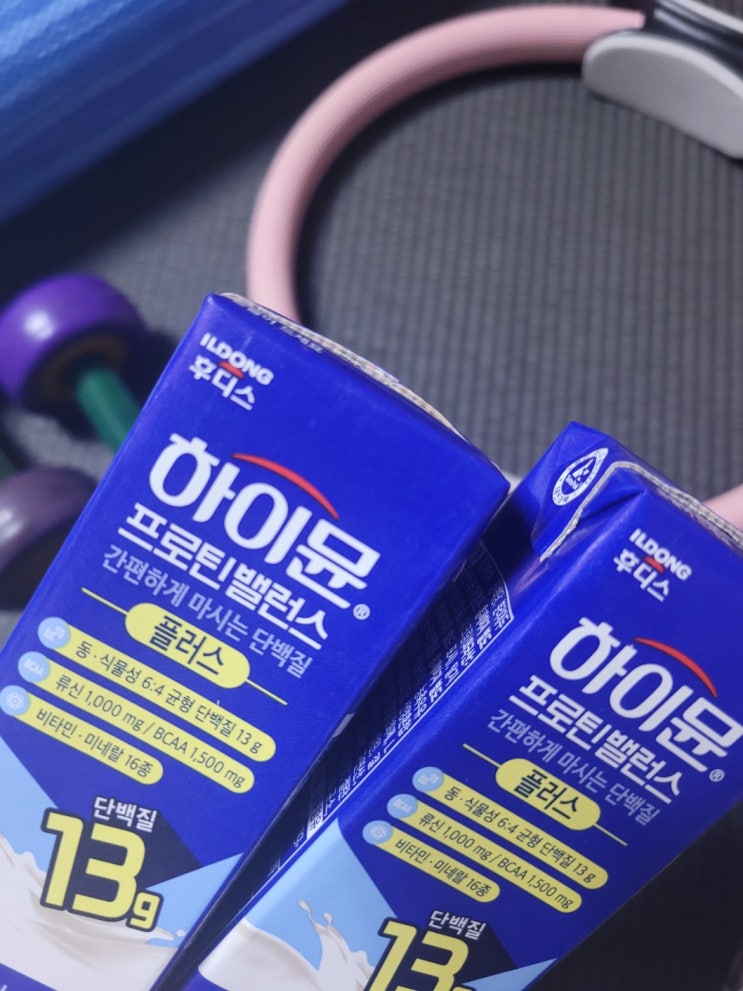 ILDONG
후디스
하이뮨
프로틴 밸런스
간편하게 마시는 단백질
플러스
동·식물성 6:4 균형 단백질 13 g
BCAA
류신 1,000 mg / BCAA 1,500 mg
비타민·미네랄 16종
단백질
13g
ILDONG
후디스
하이뮨
프로틴 밸런스
간편하게 마시는 단백질
플러스
동·식물성 6:4 균형 단백질 13 g
BCAA
류신 1,000 mg / BCAA 1,500 mg
비타민·미네랄 16종
단백질
13g